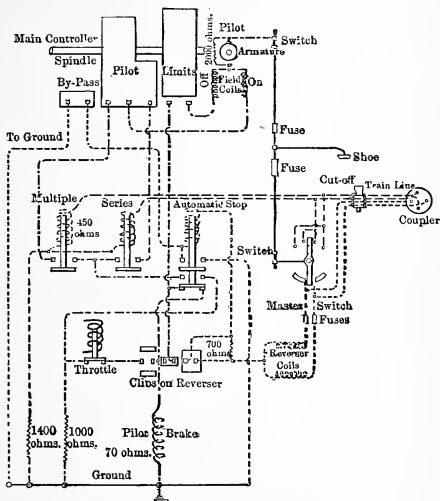 Pilot
Switch
Main Controller
Spindle
Pilot
Limits
2000 ohms.
Armature
Off
Field
Coils
On
By-Pass
To Ground
Fuse
Fuse
Shoe
Cut-off
Train Line
Coupler
Multiple
Series
Automatic Stop
450
ohms
Switch
Master
Switch
Fuses
700
ohms
Reverser
Coils
Throttle
Clips on Reverser
1400
ohms.
1000
ohms.
Pilot
70 ohms.
Brake
Ground